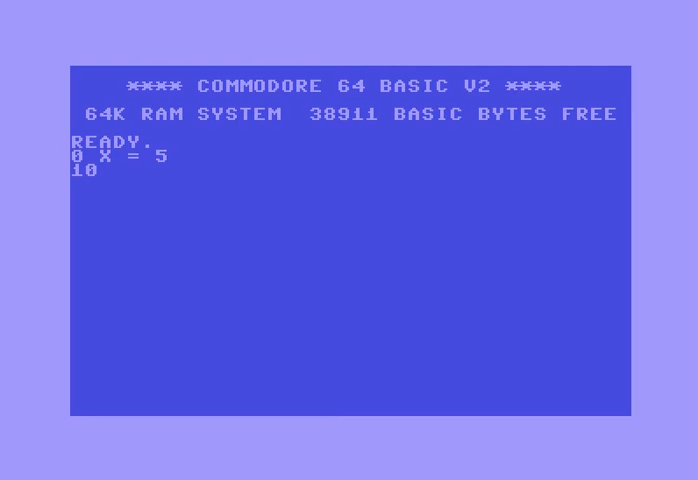 **** COMMODORE 64 BASIC V2 ****
64K RAM SYSTEM  38911 BASIC BYTES FREE
READY.
0 X = 5
10